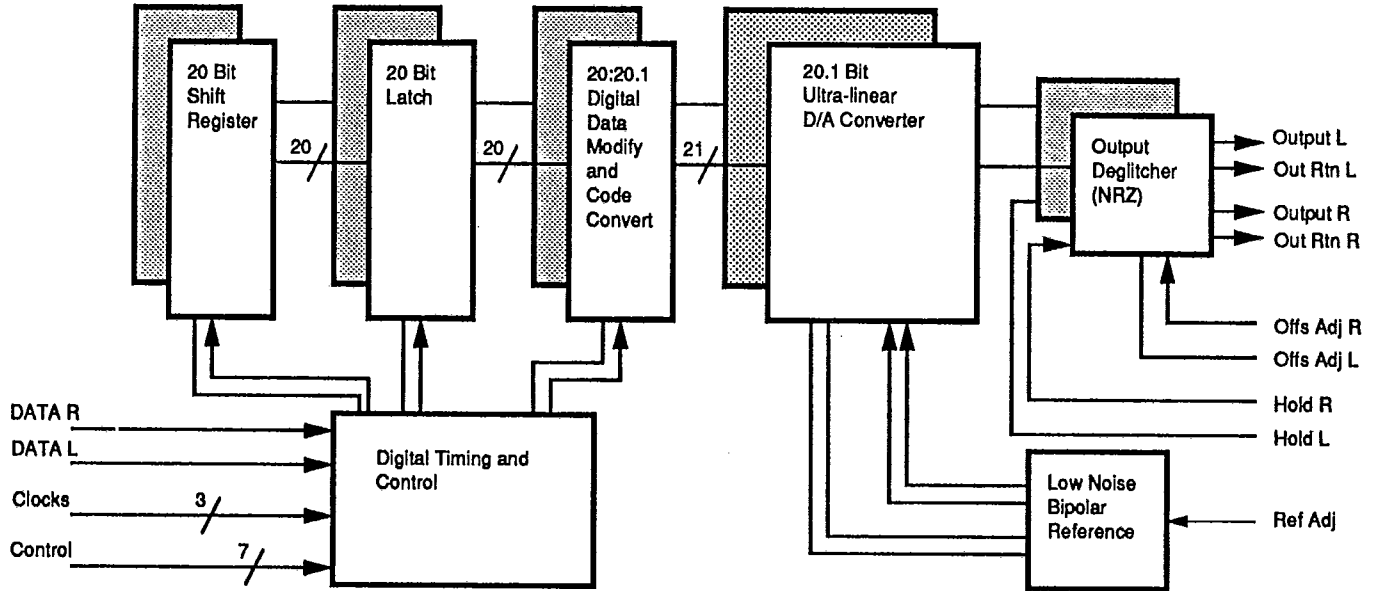 20 Bit
Shift
Register
20 Bit
Latch
20:20.1
Digital
Data
Modify
and
Code
Convert
20.1 Bit
Ultra-linear
D/A Converter
Output
Deglitcher
(NRZ)
20
20
21
Output L
Out Rtn L
Output R
Out Rtn R
Offs Adj R
Offs Adj L
Hold R
Hold L
DATA R
DATA L
Clocks
3
Control
7
Digital Timing and
Control
Low Noise
Bipolar
Reference
Ref Adj